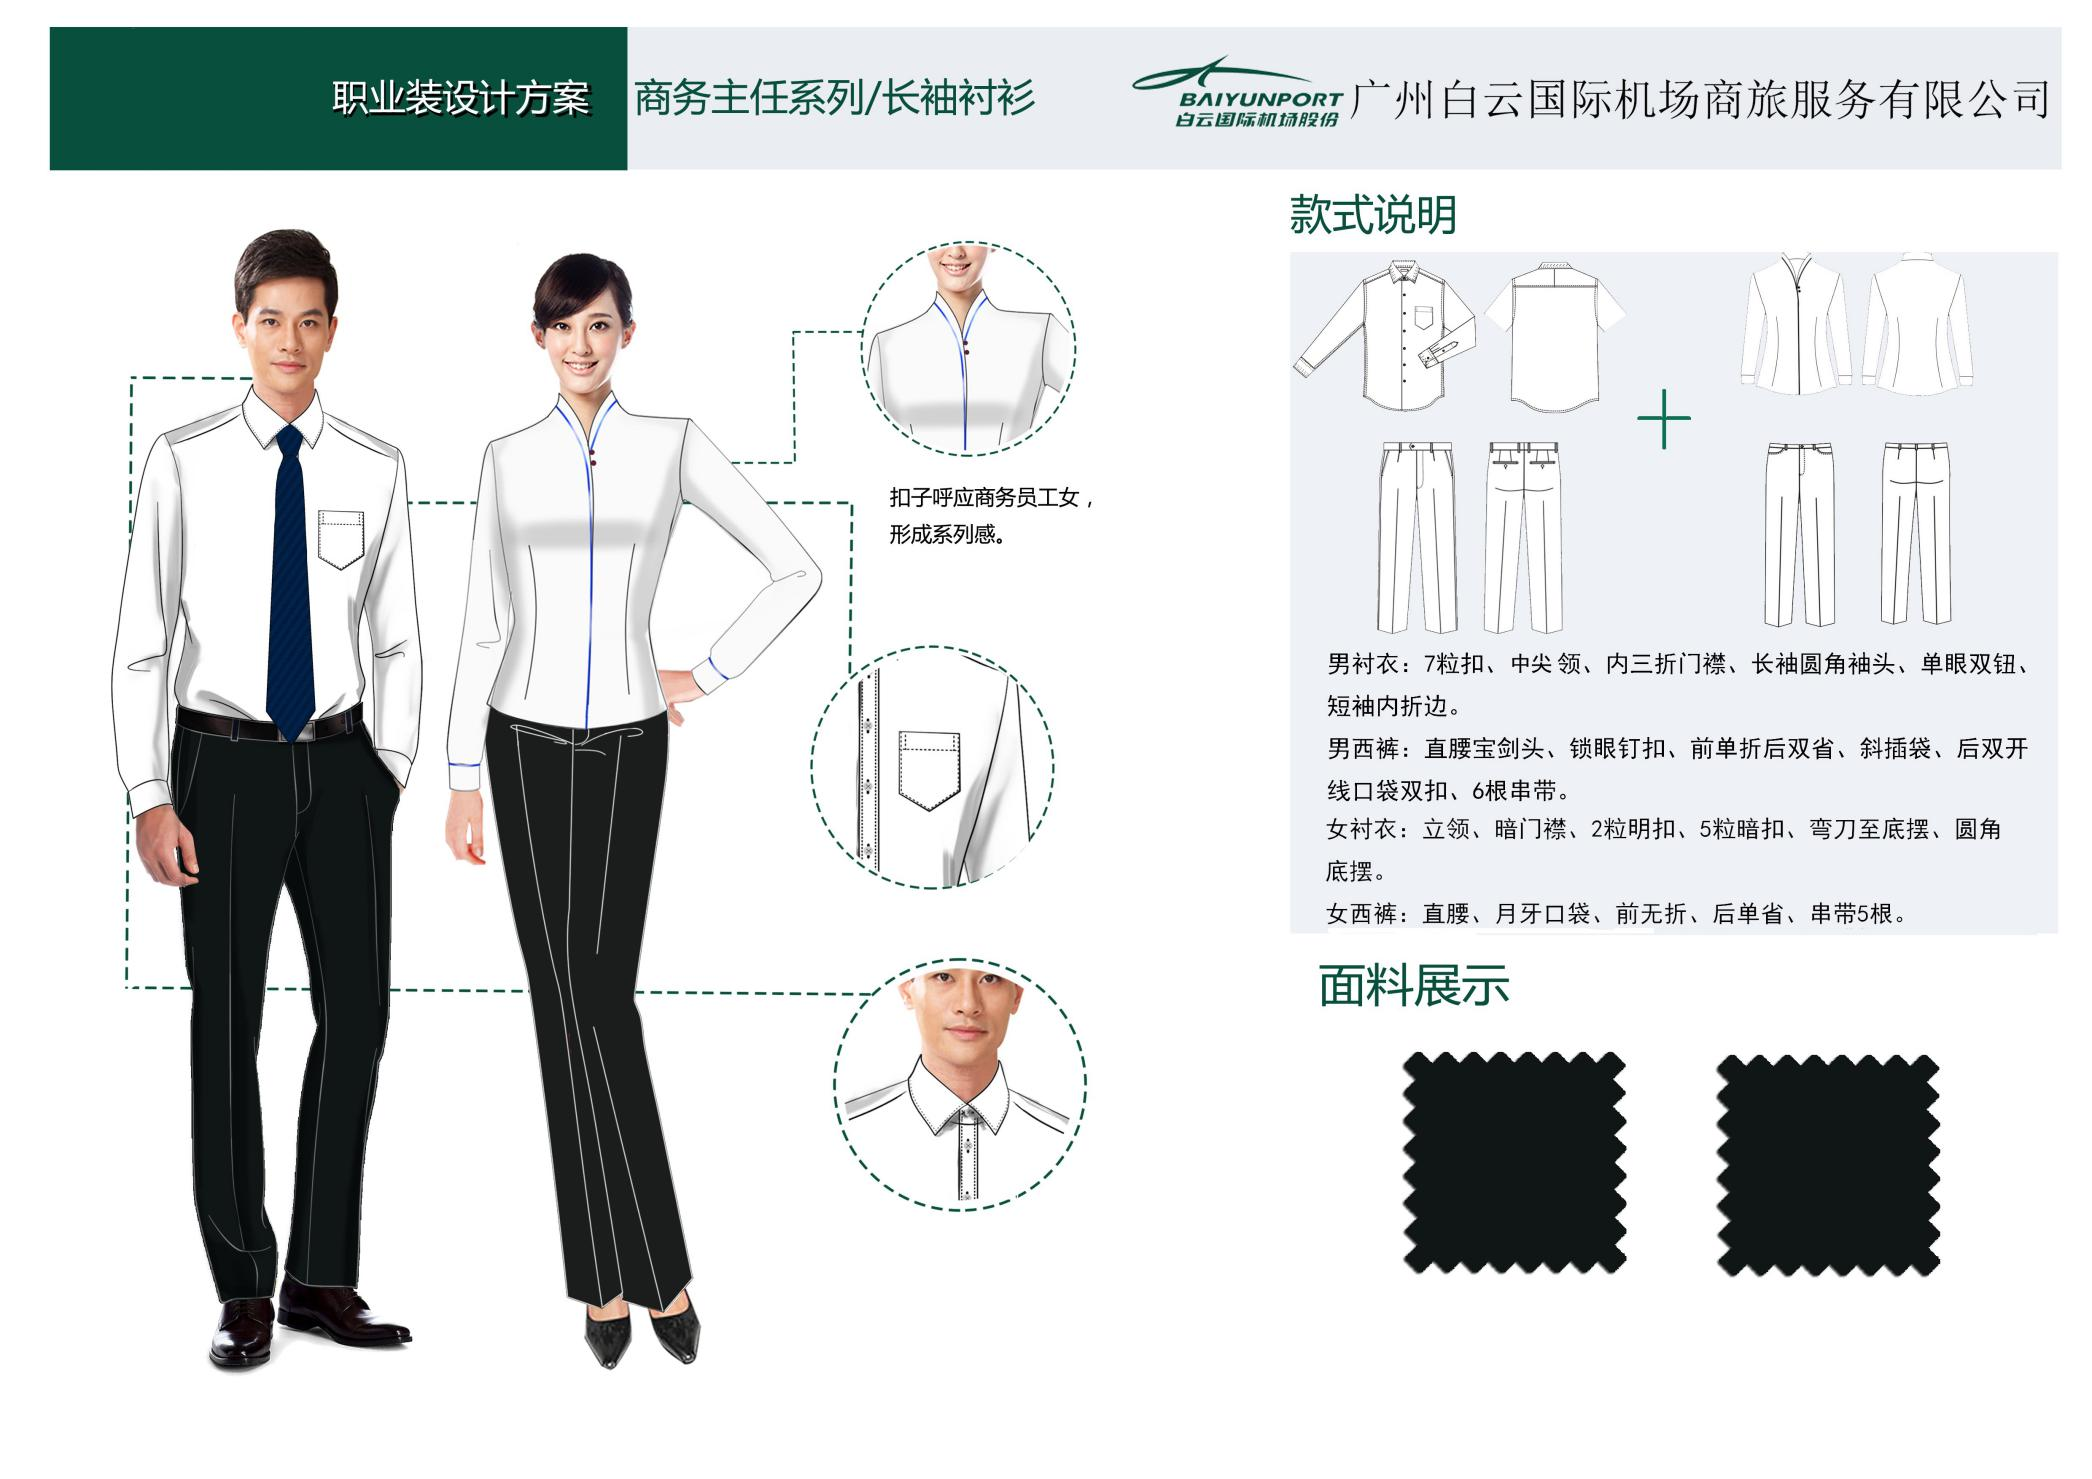 职业装设计方案
商务主任系列/长袖衬衫
BAIYUNPORT
白云国际机场股份
广州白云国际机场商旅服务有限公司
扣子呼应商务员工女，
形成系列感。
款式说明
男衬衣：7粒扣、中尖领、内三折门襟、长袖圆角袖头、单眼双钮、
短袖内折边。
男西裤：直腰宝剑头、锁眼钉扣、前单折后双省、斜插袋、后双开
线口袋双扣、6根串带。
女衬衣：立领、暗门襟、2粒明扣、5粒暗扣、弯刀至底摆、圆角
底摆。
女西裤：直腰、月牙口袋、前无折、后单省、串带5根。
面料展示